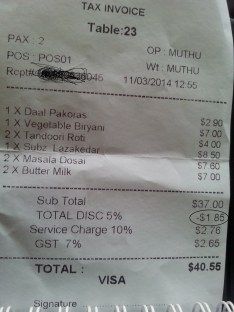 TAX INVOICE
Table:23
PAX : 2
OP : MUTHU
POS : POS01
Wt : MUTHU
Rcpt#:
11/03/2014 12:55
1 X Daal Pakoras $2.90
1 X Vegetable Biryani $7.00
2 X Tandoori Roti $4.00
1 X Subz. Lazakedar $8.50
2 X Masala Dosai $7.60
2 X Butter Milk $7.00
Sub Total $37.00
TOTAL DISC 5% -$1.85
Service Charge 10% $2.76
GST 7% $2.65
TOTAL : $40.55
VISA
Signature